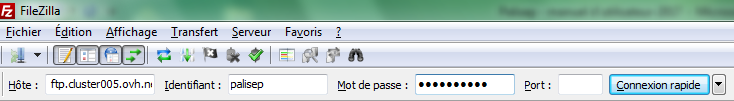 FileZilla
Fichier Édition Affichage Transfert Serveur Favoris ?
Hôte : ftp.cluster005.ovh.n Identifiant : palisep Mot de passe : ●●●●●●●●●● Port : Connexion rapide